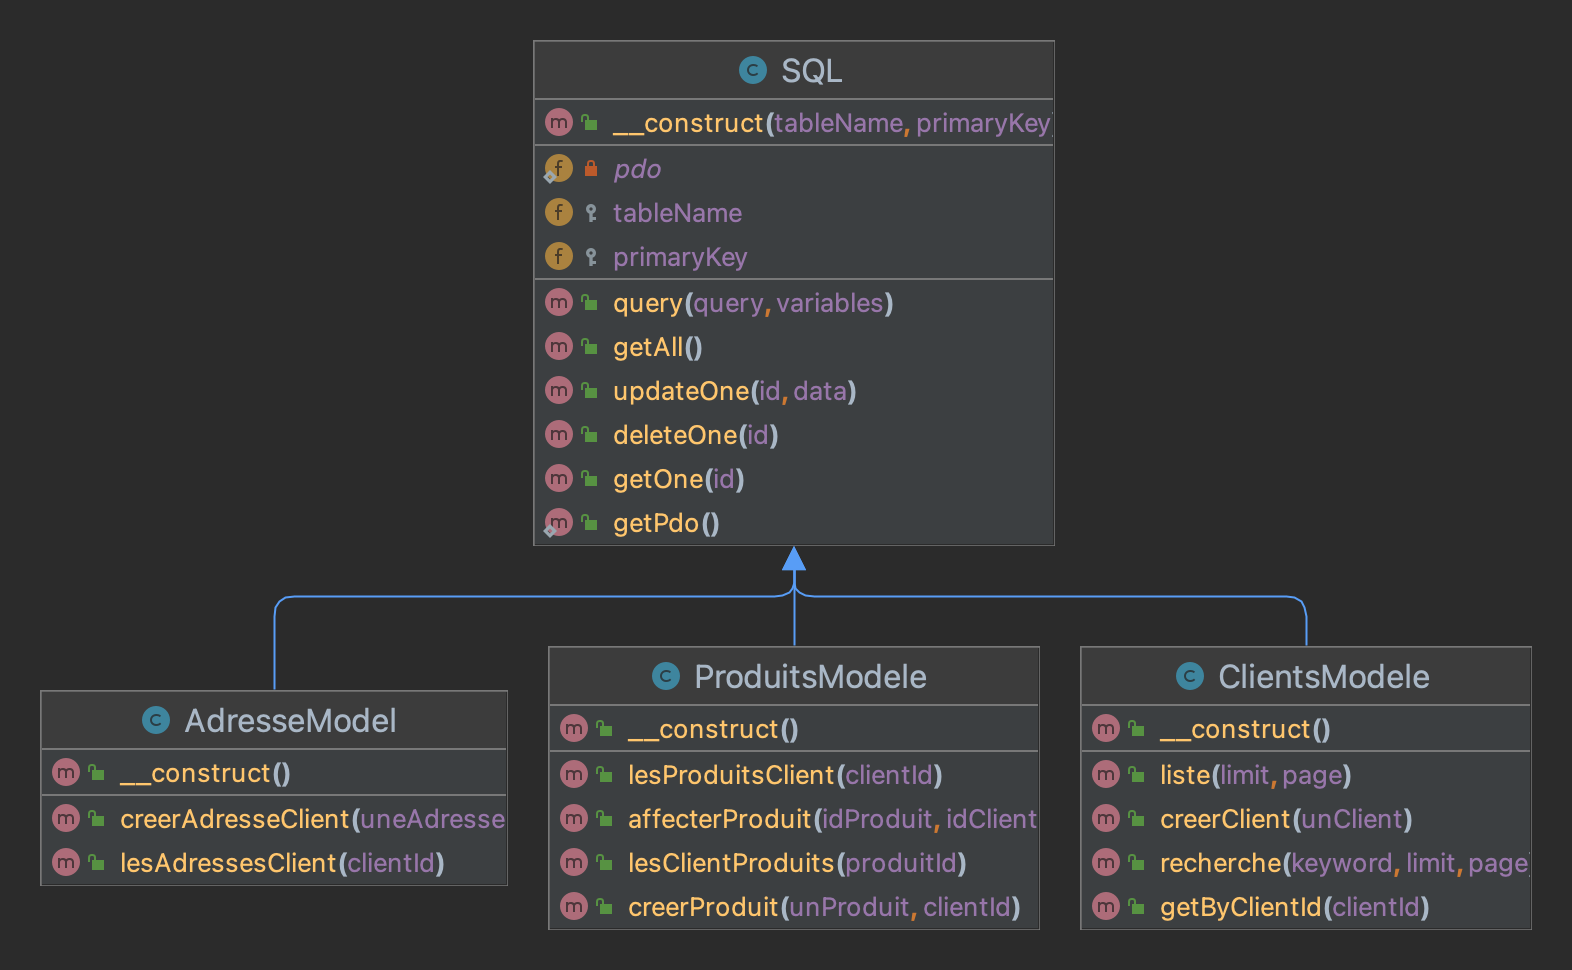 SQL
__construct(tableName, primaryKey)
pdo
tableName
primaryKey
query(query, variables)
getAll()
updateOne(id, data)
deleteOne(id)
getOne(id)
getPdo()
AdresseModel
__construct()
creerAdresseClient(uneAdresse
lesAdressesClient(clientId)
ProduitsModele
__construct()
lesProduitsClient(clientId)
affecterProduit(idProduit, idClient
lesClientProduits(produitId)
creerProduit(unProduit, clientId)
ClientsModele
__construct()
liste(limit, page)
creerClient(unClient)
recherche(keyword, limit, page)
getByClientId(clientId)